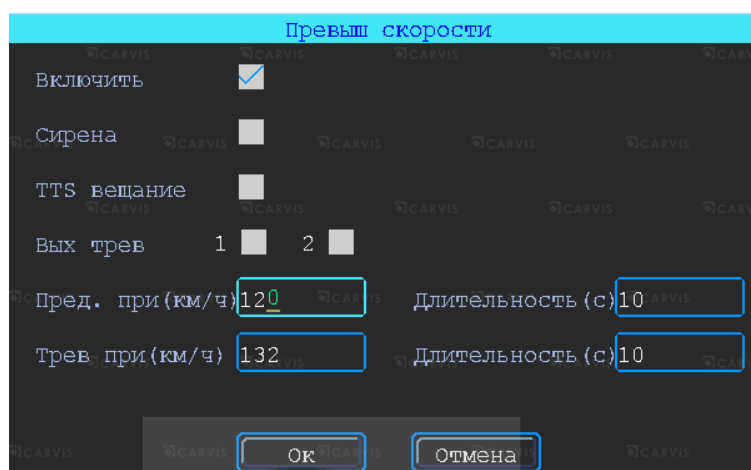 Превыш скорости
Включить
Сирена
TTS вещание
Вых трев 1 2
Пред. при(км/ч) 120 Длительность(с) 10
Трев при(км/ч) 132 Длительность(с) 10
Ок Отмена
CARVIS